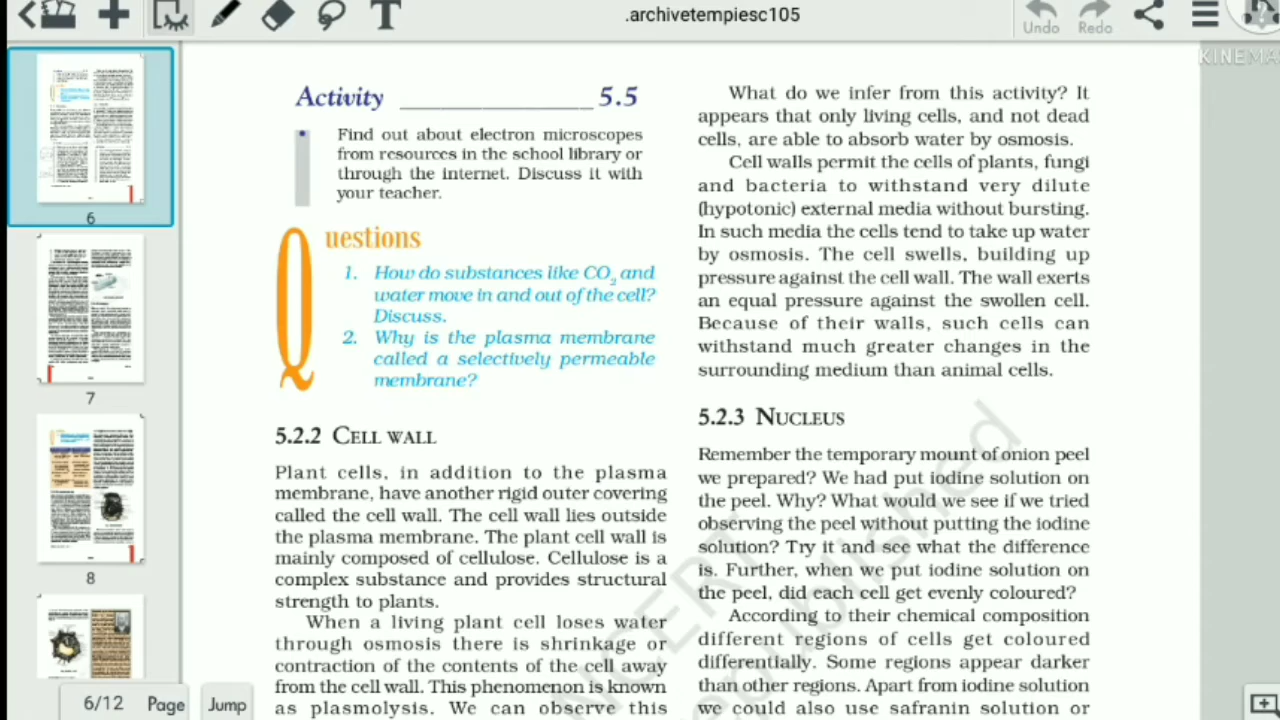 .archivetempiesc105
Undo
Redo
KINEMA
6
7
8
6/12
Page
Jump
Activity ________________ 5.5
Find out about electron microscopes
from resources in the school library or
through the internet. Discuss it with
your teacher.
Questions
1. How do substances like CO2 and
water move in and out of the cell?
Discuss.
2. Why is the plasma membrane
called a selectively permeable
membrane?
5.2.2 CELL WALL
Plant cells, in addition to the plasma
membrane, have another rigid outer covering
called the cell wall. The cell wall lies outside
the plasma membrane. The plant cell wall is
mainly composed of cellulose. Cellulose is a
complex substance and provides structural
strength to plants.
When a living plant cell loses water
through osmosis there is shrinkage or
contraction of the contents of the cell away
from the cell wall. This phenomenon is known
as plasmolysis. We can observe this
What do we infer from this activity? It
appears that only living cells, and not dead
cells, are able to absorb water by osmosis.
Cell walls permit the cells of plants, fungi
and bacteria to withstand very dilute
(hypotonic) external media without bursting.
In such media the cells tend to take up water
by osmosis. The cell swells, building up
pressure against the cell wall. The wall exerts
an equal pressure against the swollen cell.
Because of their walls, such cells can
withstand much greater changes in the
surrounding medium than animal cells.
5.2.3 NUCLEUS
Remember the temporary mount of onion peel
we prepared? We had put iodine solution on
the peel. Why? What would we see if we tried
observing the peel without putting the iodine
solution? Try it and see what the difference
is. Further, when we put iodine solution on
the peel, did each cell get evenly coloured?
According to their chemical composition
different regions of cells get coloured
differentially. Some regions appear darker
than other regions. Apart from iodine solution
we could also use safranin solution or